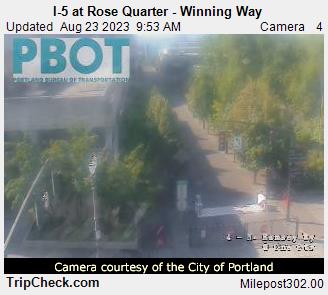 I-5 at Rose Quarter - Winning Way
Updated Aug 23 2023 9:53 AM Camera 4
PBOT
PORTLAND BUREAU OF TRANSPORTATION
Camera courtesy of the City of Portland
TripCheck.com Milepost302.00